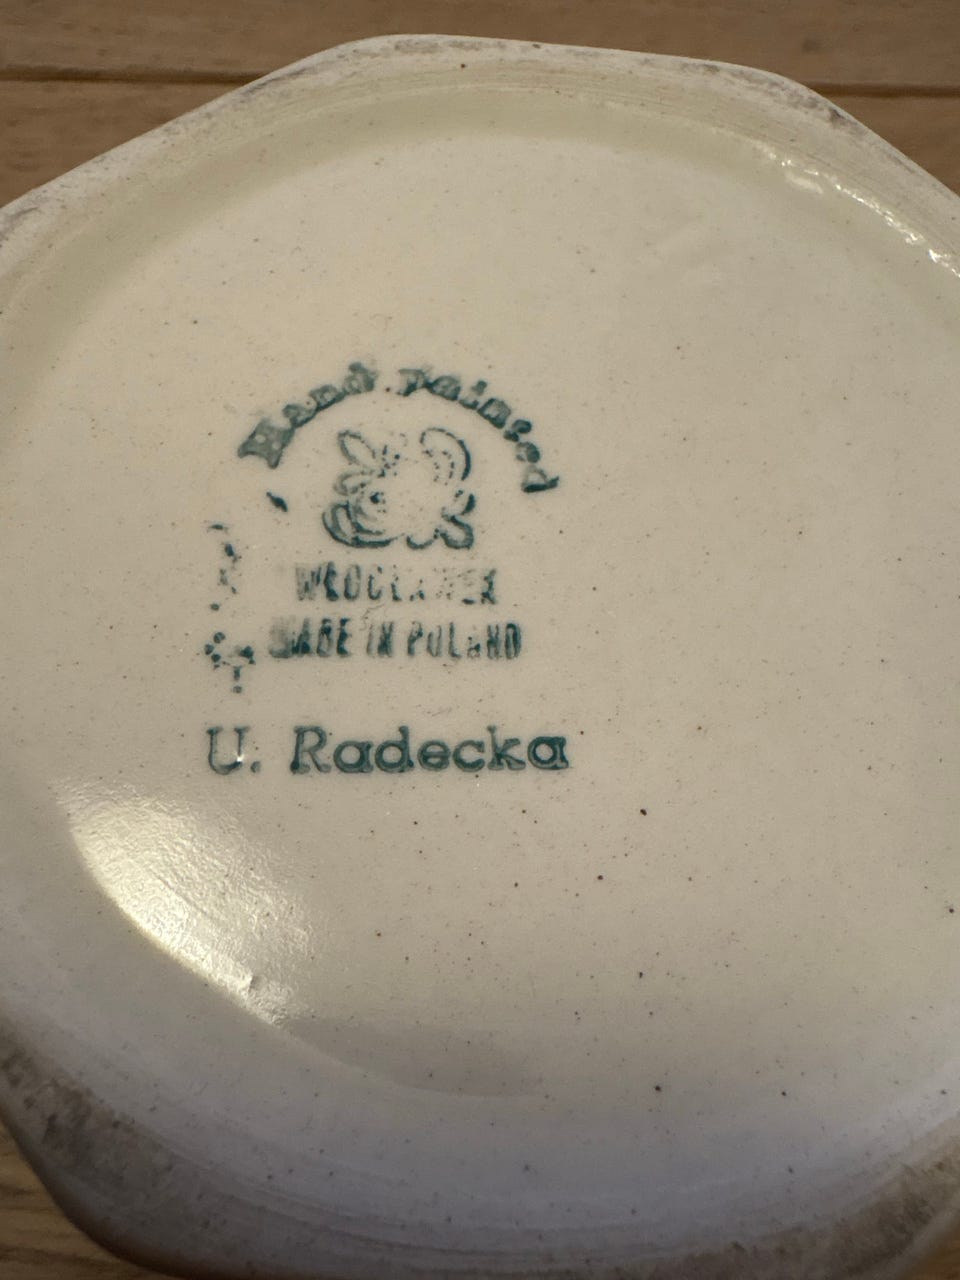 Hand Painted
WŁOCŁAWEK
MADE IN POLAND
U. Radecka